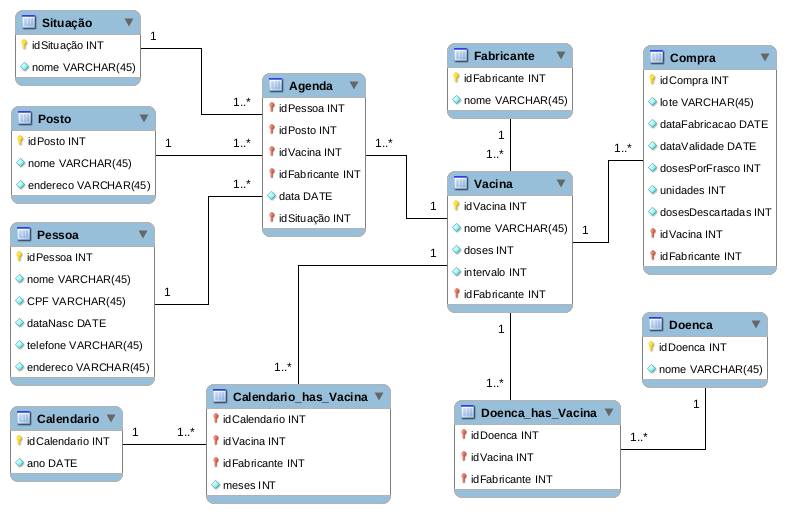 Situação
idSituação INT
nome VARCHAR(45)
1
1..*
Posto
idPosto INT
nome VARCHAR(45)
endereco VARCHAR(45)
1
1..*
Pessoa
idPessoa INT
nome VARCHAR(45)
CPF VARCHAR(45)
dataNasc DATE
telefone VARCHAR(45)
endereco VARCHAR(45)
1
1..*
Agenda
idPessoa INT
idPosto INT
idVacina INT
idFabricante INT
data DATE
idSituação INT
1..*
1
Fabricante
idFabricante INT
nome VARCHAR(45)
1
1..*
Vacina
idVacina INT
nome VARCHAR(45)
doses INT
intervalo INT
idFabricante INT
1
1..*
Compra
idCompra INT
lote VARCHAR(45)
dataFabricacao DATE
dataValidade DATE
dosesPorFrasco INT
unidades INT
dosesDescartadas INT
idVacina INT
idFabricante INT
1
1..*
Calendario
idCalendario INT
ano DATE
1
1..*
Calendario_has_Vacina
idCalendario INT
idVacina INT
idFabricante INT
meses INT
1
1..*
Doenca_has_Vacina
idDoenca INT
idVacina INT
idFabricante INT
1..*
1
Doenca
idDoenca INT
nome VARCHAR(45)